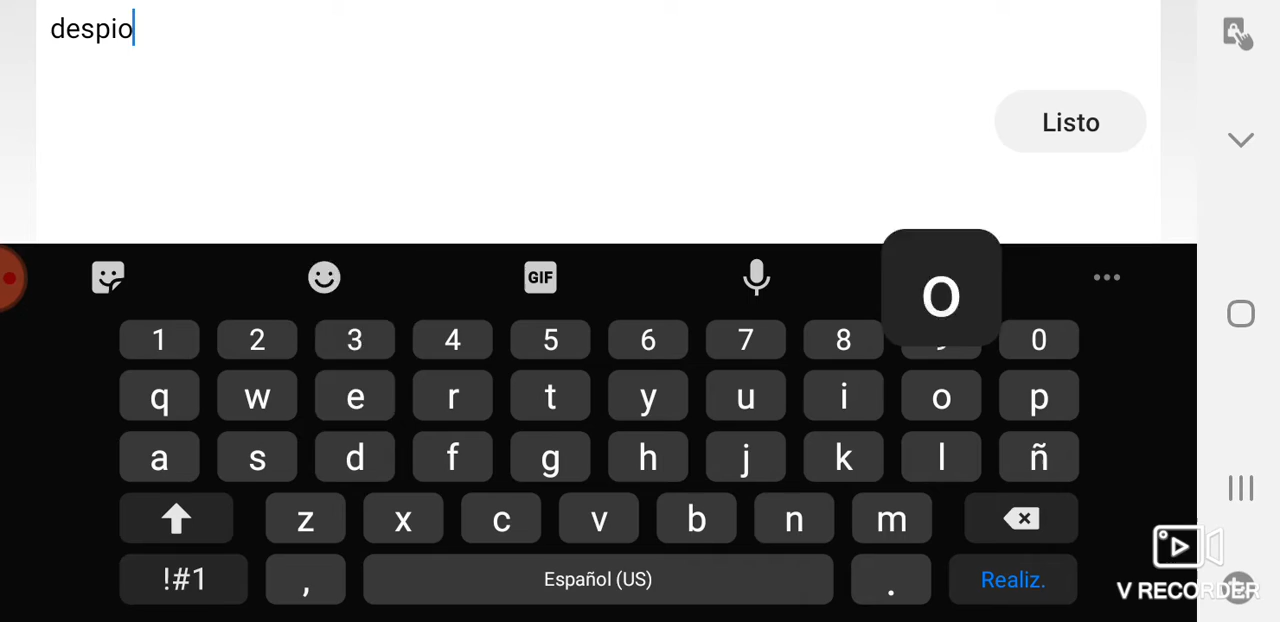 despio
Listo
GIF
o
1 2 3 4 5 6 7 8 0
q w e r t y u i o p
a s d f g h j k l ñ
z x c v b n m
!#1 , Español (US) . Realiz.
V RECORDER